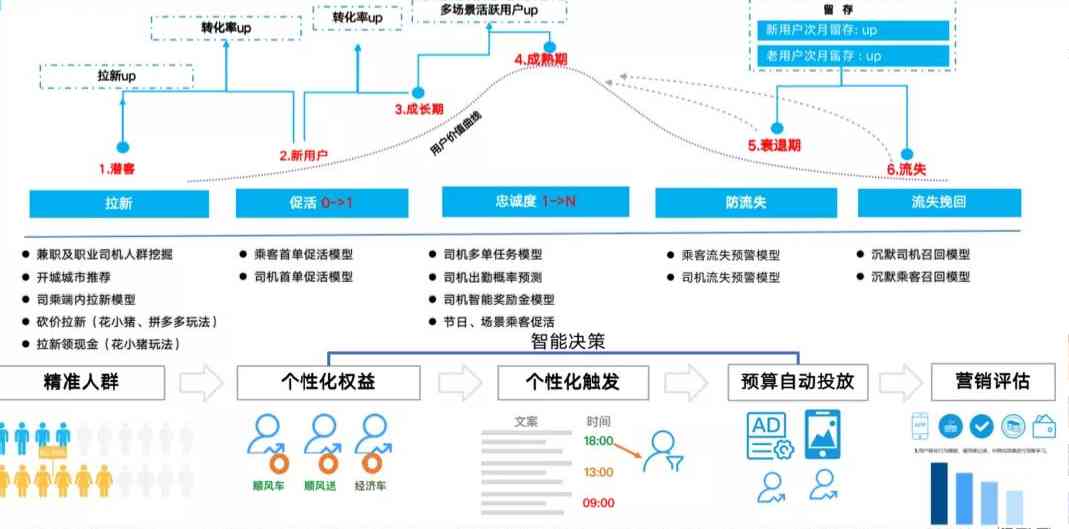 多场景活跃用户up
留 存
转化率up
转化率up
新用户次月留存: up
老用户次月留存 : up
拉新up
4.成熟期
3.成长期
用户价值曲线
5.衰退期
2.新用户
1.潜客
6.流失
拉新
促活 0->1
忠诚度 1->N
防流失
流失挽回
兼职及职业司机人群挖掘
开城城市推荐
司乘端内拉新模型
砍价拉新（花小猪、拼多多玩法）
拉新领现金（花小猪玩法）
乘客首单促活模型
司机首单促活模型
司机多单任务模型
司机出勤概率预测
司机智能奖励金模型
节日、场景乘客促活
乘客流失预警模型
司机流失预警模型
沉默司机召回模型
沉默乘客召回模型
智能决策
精准人群
个性化权益
个性化触发
预算自动投放
营销评估
顺风车
顺风送
经济车
文案
时间
18:00
13:00
09:00
AD
APP